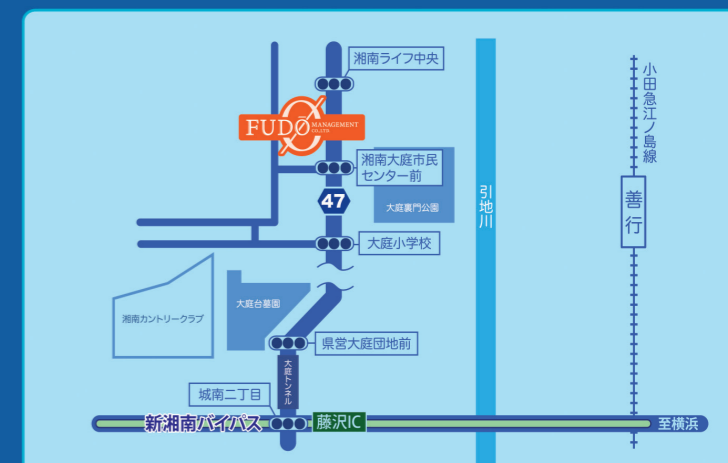 湘南ライフ中央
小田急江ノ島線
FUDŌ MANAGEMENT
CO.,LTD
湘南大庭市民
センター前
47
大庭裏門公園
引地川
善行
大庭小学校
大庭台墓園
湘南カントリークラブ
県営大庭団地前
大庭トンネル
城南二丁目
新湘南バイパス
藤沢IC
至横浜